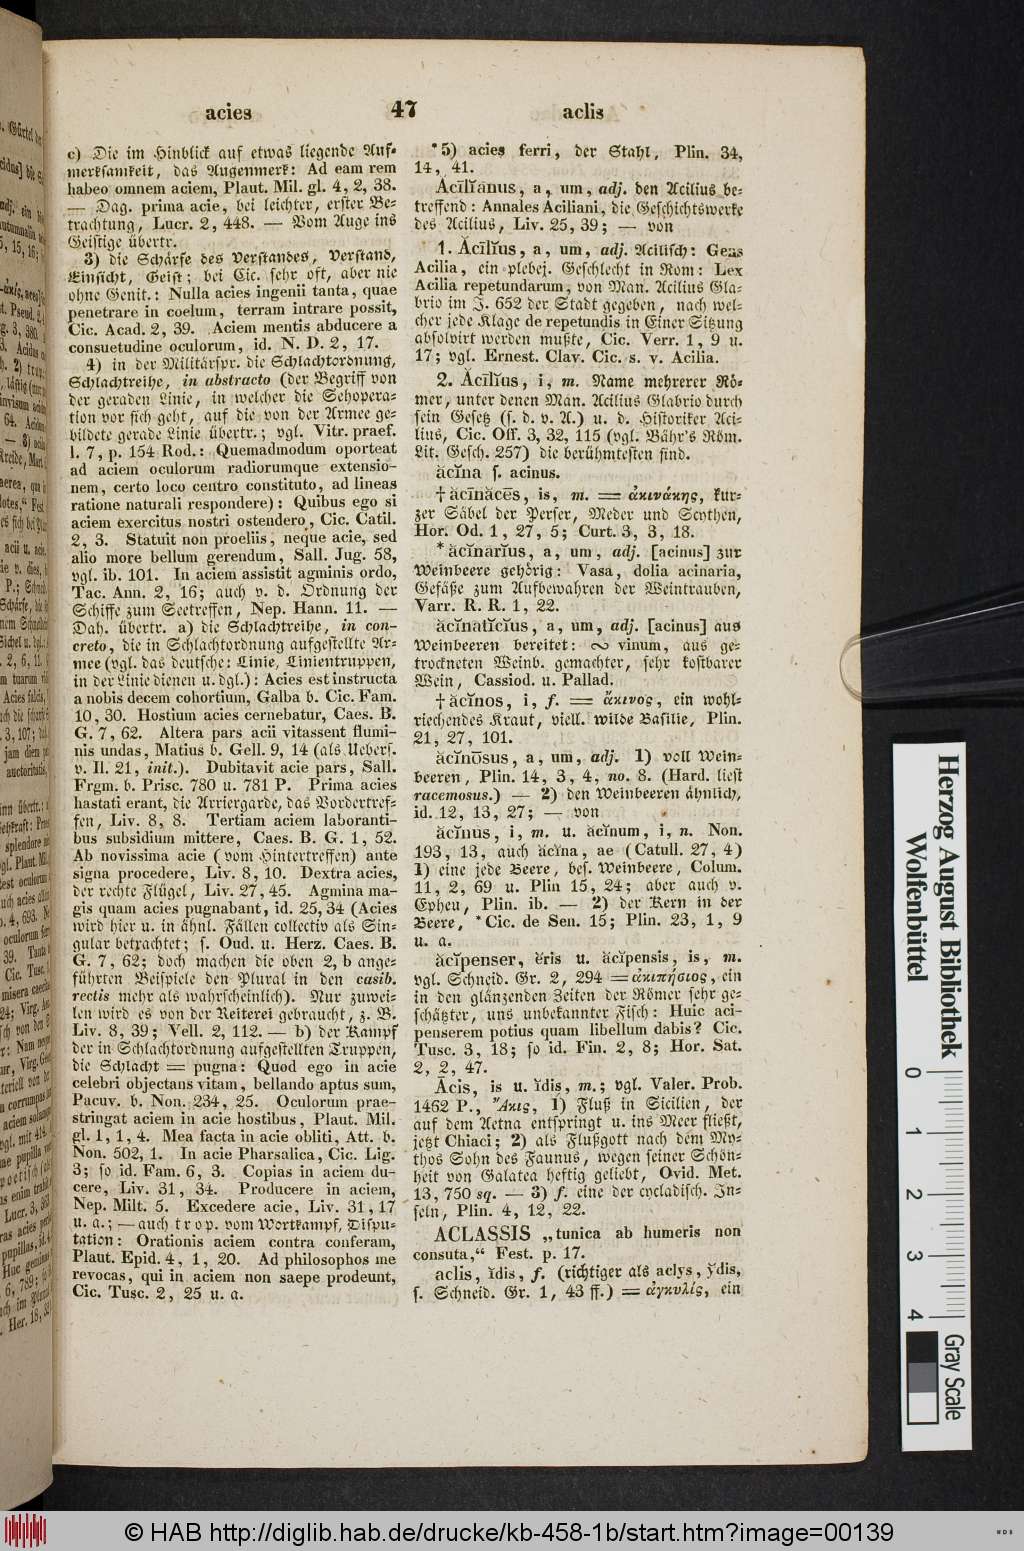 acies 47 aclis
c) Die im Hinblick auf etwas liegende Auf-
merksamkeit, das Augenmerk: Ad eam rem
habeo omnem aciem, Plaut. Mil. gl. 4, 2, 38.
— Dag. prima acie, bei leichter, erster Be-
trachtung, Lucr. 2, 448. — Vom Auge ins
Geistige übertr.
3) die Schärfe des Verstandes, Verstand,
Einsicht, Geist; bei Cic. sehr oft, aber nie
ohne Genit.: Nulla acies ingenii tanta, quae
penetrare in coelum, terram intrare possit,
Cic. Acad. 2, 39. Aciem mentis abducere a
consuetudine oculorum, id. N. D. 2, 17.
4) in der Militärspr. die Schlachtordnung,
Schlachtreihe, in abstracto (der Begriff von
der geraden Linie, in welcher die Sehopera-
tion vor sich geht, auf die von der Armee ge-
bildete gerade Linie übertr.; vgl. Vitr. praef.
l. 7, p. 154 Rod.: Quemadmodum oporteat
ad aciem oculorum radiorumque extensio-
nem, certo loco centro constituto, ad lineas
ratione naturali respondere): Quibus ego si
aciem exercitus nostri ostendero, Cic. Catil.
2, 3. Statuit non proeliis, neque acie, sed
alio more bellum gerendum, Sall. Jug. 58,
vgl. ib. 101. In aciem assistit agminis ordo,
Tac. Ann. 2, 16; auch v. d. Ordnung der
Schiffe zum Seetreffen, Nep. Hann. 11. —
Dah. übertr. a) die Schlachtreihe, in con-
creto, die in Schlachtordnung aufgestellte Ar-
mee (vgl. das deutsche: Linie, Linientruppen,
in der Linie dienen u. dgl.): Acies est instructa
a nobis decem cohortium, Galba b. Cic. Fam.
10, 30. Hostium acies cernebatur, Caes. B.
G. 7, 62. Altera pars acii vitassent flumi-
nis undas, Matius b. Gell. 9, 14 (als Uebers.
v. Il. 21, init.). Dubitavit acie pars, Sall.
Frgm. b. Prisc. 780 u. 781 P. Prima acies
hastati erant, die Arriergarde, das Vordertref-
fen, Liv. 8, 8. Tertiam aciem laboranti-
bus subsidium mittere, Caes. B. G. 1, 52.
Ab novissima acie (vom Hintertreffen) ante
signa procedere, Liv. 8, 10. Dextra acies,
der rechte Flügel, Liv. 27, 45. Agmina ma-
gis quam acies pugnabant, id. 25, 34 (Acies
wird hier u. in ähnl. Fällen collectiv als Sin-
gular betrachtet; s. Oud. u. Herz. Caes. B.
G. 7, 62; doch machen die oben 2, b ange-
führten Beispiele den Plural in den casib.
rectis mehr als wahrscheinlich). Nur zuwei-
len wird es von der Reiterei gebraucht, z. B.
Liv. 8, 39; Vell. 2, 112. — b) der Kampf
der in Schlachtordnung aufgestellten Truppen,
die Schlacht = pugna: Quod ego in acie
celebri objectans vitam, bellando aptus sum,
Pacuv. b. Non. 234, 25. Oculorum prae-
stringat aciem in acie hostibus, Plaut. Mil.
gl. 1, 1, 4. Mea facta in acie obliti, Att. b.
Non. 502, 1. In acie Pharsalica, Cic. Lig.
3; so id. Fam. 6, 3. Copias in aciem du-
cere, Liv. 31, 34. Producere in aciem,
Nep. Milt. 5. Excedere acie, Liv. 31, 17
u. a.; — auch trop. vom Wortkampf, Dispu-
tation: Orationis aciem contra conferam,
Plaut. Epid. 4, 1, 20. Ad philosophos me
revocas, qui in aciem non saepe prodeunt,
Cic. Tusc. 2, 25 u. a.
*5) acies ferri, der Stahl, Plin. 34,
14, 41.
Ācīlĭānus, a, um, adj. den Acilius be-
treffend: Annales Aciliani, die Geschichtswerke
des Acilius, Liv. 25, 39; — von
1. Ācīlĭus, a, um, adj. Acilisch: Gens
Acilia, ein plebej. Geschlecht in Rom: Lex
Acilia repetundarum, von Man. Acilius Gla-
brio im J. 652 der Stadt gegeben, nach wel-
cher jede Klage de repetundis in Einer Sitzung
absolvirt werden mußte, Cic. Verr. 1, 9 u.
17; vgl. Ernest. Clav. Cic. s. v. Acilia.
2. Ācīlĭus, i, m. Name mehrerer Rö-
mer, unter denen Man. Acilius Glabrio durch
sein Gesetz (s. d. v. A.) u. d. Historiker Aci-
lius, Cic. Off. 3, 32, 115 (vgl. Bähr's Röm.
Lit. Gesch. 257) die berühmtesten sind.
ăcĭna s. acinus.
† ăcīnăcēs, is, m. = ἀκινάκης, kur-
zer Säbel der Perser, Meder und Scythen,
Hor. Od. 1, 27, 5; Curt. 3, 3, 18.
* ăcĭnārĭus, a, um, adj. [acinus] zur
Weinbeere gehörig: Vasa, dolia acinaria,
Gefäße zum Aufbewahren der Weintrauben,
Varr. R. R. 1, 22.
ăcĭnātĭcĭus, a, um, adj. [acinus] aus
Weinbeeren bereitet: ∾ vinum, aus ge-
trockneten Weinb. gemachter, sehr kostbarer
Wein, Cassiod. u. Pallad.
† ăcĭnos, i, f. = ἄκινος, ein wohl-
riechendes Kraut, viell. wilde Basilie, Plin.
21, 27, 101.
ăcĭnōsus, a, um, adj. 1) voll Wein-
beeren, Plin. 14, 3, 4, no. 8. (Hard. liest
racemosus.) — 2) den Weinbeeren ähnlich,
id. 12, 13, 27; — von
ăcĭnus, i, m. u. ăcĭnum, i, n. Non.
193, 13, auch ăcĭna, ae (Catull. 27, 4)
1) eine jede Beere, bes. Weinbeere, Colum.
11, 2, 69 u. Plin 15, 24; aber auch v.
Epheu, Plin. ib. — 2) der Kern in der
Beere, *Cic. de Sen. 15; Plin. 23, 1, 9
u. a.
ăcĭpenser, ĕris u. ăcĭpensis, is, m.
vgl. Schneid. Gr. 2, 294 = ἀκιπήσιος, ein
in den glänzenden Zeiten der Römer sehr ge-
schätzter, uns unbekannter Fisch: Huic aci-
penserem potius quam libellum dabis? Cic.
Tusc. 3, 18; so id. Fin. 2, 8; Hor. Sat.
2, 2, 47.
Ācis, is u. ĭdis, m.; vgl. Valer. Prob.
1462 P., Ἄκις, 1) Fluß in Sicilien, der
auf dem Aetna entspringt u. ins Meer fließt,
jetzt Chiaci; 2) als Flußgott nach dem My-
thos Sohn des Faunus, wegen seiner Schön-
heit von Galatea heftig geliebt, Ovid. Met.
13, 750 sq. — 3) f. eine der cycladisch. In-
seln, Plin. 4, 12, 22.
ACLASSIS „tunica ab humeris non
consuta,“ Fest. p. 17.
aclis, ĭdis, f. (richtiger als aclys, y̆dis,
s. Schneid. Gr. 1, 43 ff.) = ἀγκυλίς, ein
Herzog August Bibliothek
Wolfenbüttel
0 1 2 3 4
Gray Scale
© HAB http://diglib.hab.de/drucke/kb-458-1b/start.htm?image=00139